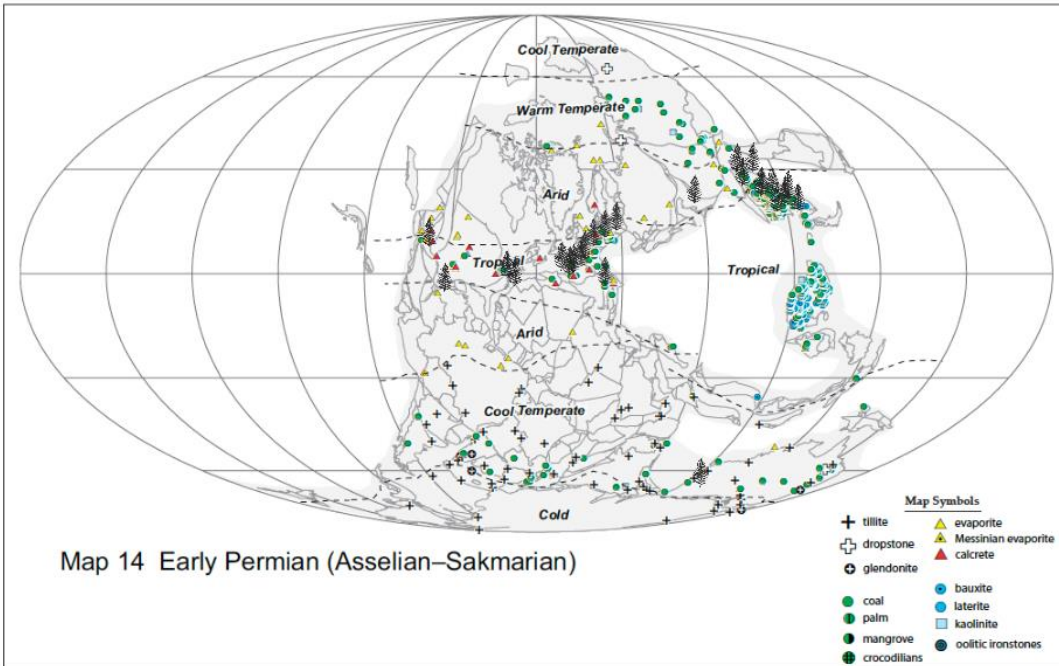 Cool Temperate
Warm Temperate
Arid
Tropical
Tropical
Arid
Cool Temperate
Cold
Map 14 Early Permian (Asselian–Sakmarian)
Map Symbols
tillite
dropstone
glendonite
coal
palm
mangrove
crocodilians
evaporite
Messinian evaporite
calcrete
bauxite
laterite
kaolinite
oolitic ironstones